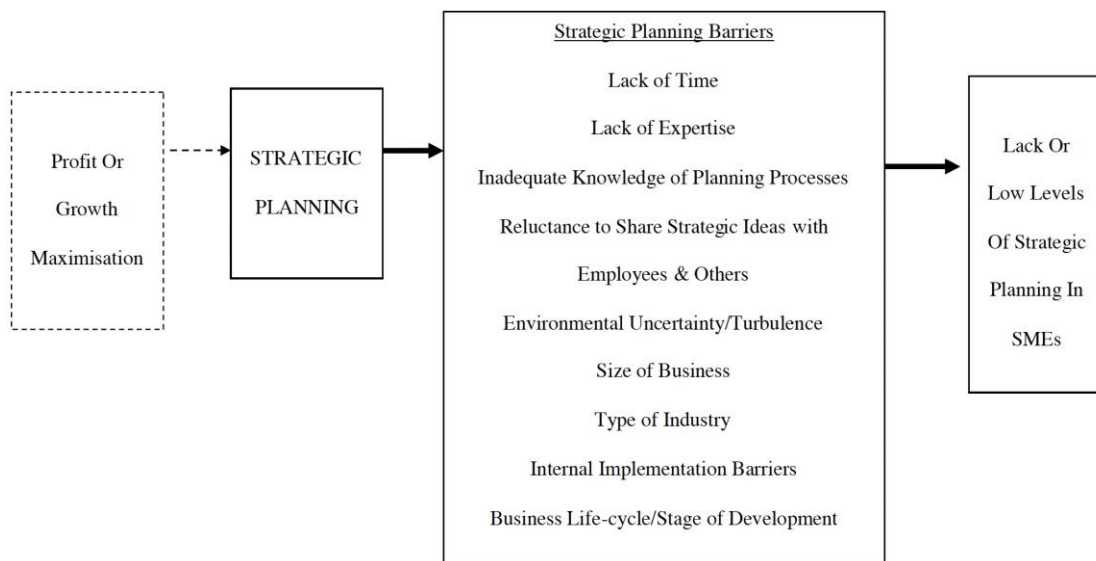 Profit Or
Growth
Maximisation
STRATEGIC
PLANNING
Strategic Planning Barriers
Lack of Time
Lack of Expertise
Inadequate Knowledge of Planning Processes
Reluctance to Share Strategic Ideas with
Employees & Others
Environmental Uncertainty/Turbulence
Size of Business
Type of Industry
Internal Implementation Barriers
Business Life-cycle/Stage of Development
Lack Or
Low Levels
Of Strategic
Planning In
SMEs